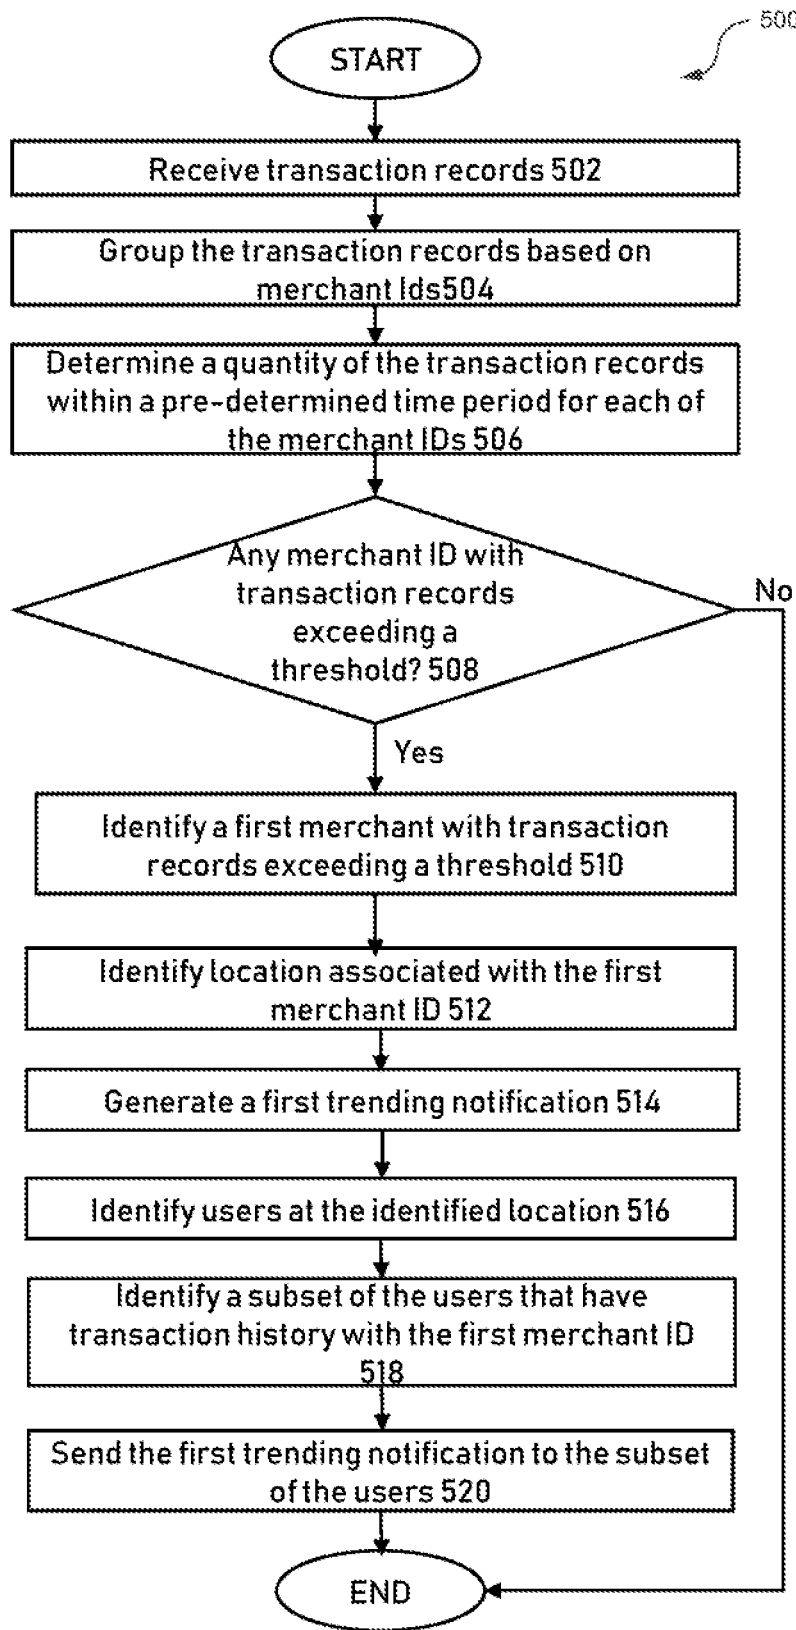 500
START
Receive transaction records 502
Group the transaction records based on
merchant Ids504
Determine a quantity of the transaction records
within a pre-determined time period for each of
the merchant IDs 506
Any merchant ID with
transaction records
exceeding a
threshold? 508
No
Yes
Identify a first merchant with transaction
records exceeding a threshold 510
Identify location associated with the first
merchant ID 512
Generate a first trending notification 514
Identify users at the identified location 516
Identify a subset of the users that have
transaction history with the first merchant ID
518
Send the first trending notification to the subset
of the users 520
END